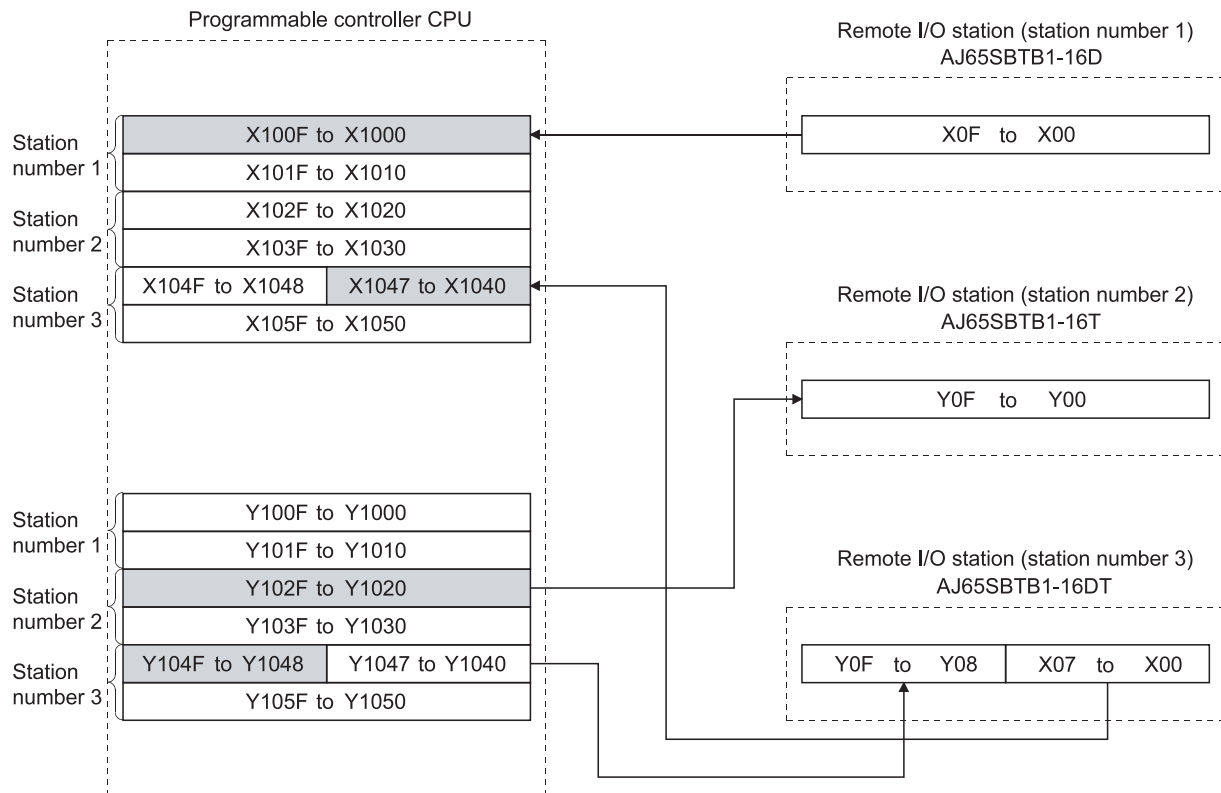 Programmable controller CPU
Station
number 1
X100F to X1000
X101F to X1010
Station
number 2
X102F to X1020
X103F to X1030
Station
number 3
X104F to X1048
X1047 to X1040
X105F to X1050
Station
number 1
Y100F to Y1000
Y101F to Y1010
Station
number 2
Y102F to Y1020
Y103F to Y1030
Station
number 3
Y104F to Y1048
Y1047 to Y1040
Y105F to Y1050
Remote I/O station (station number 1)
AJ65SBTB1-16D
X0F to X00
Remote I/O station (station number 2)
AJ65SBTB1-16T
Y0F to Y00
Remote I/O station (station number 3)
AJ65SBTB1-16DT
Y0F to Y08
X07 to X00